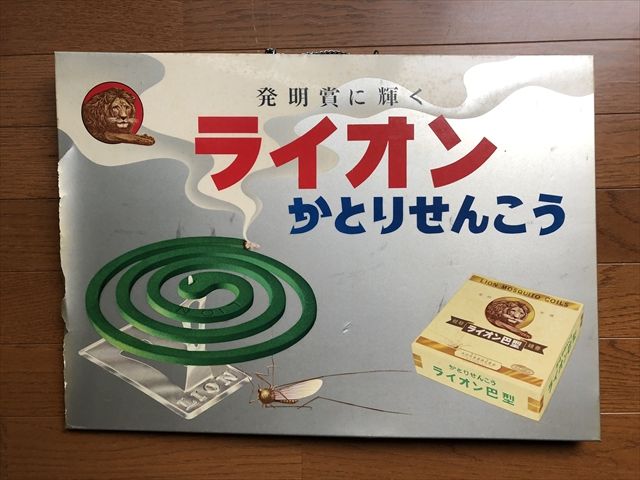 発明賞に輝く
ライオン
かとりせんこう
LION
LION MOSQUITO COILS
ライオン巴型
かとりせんこう
ライオン巴型